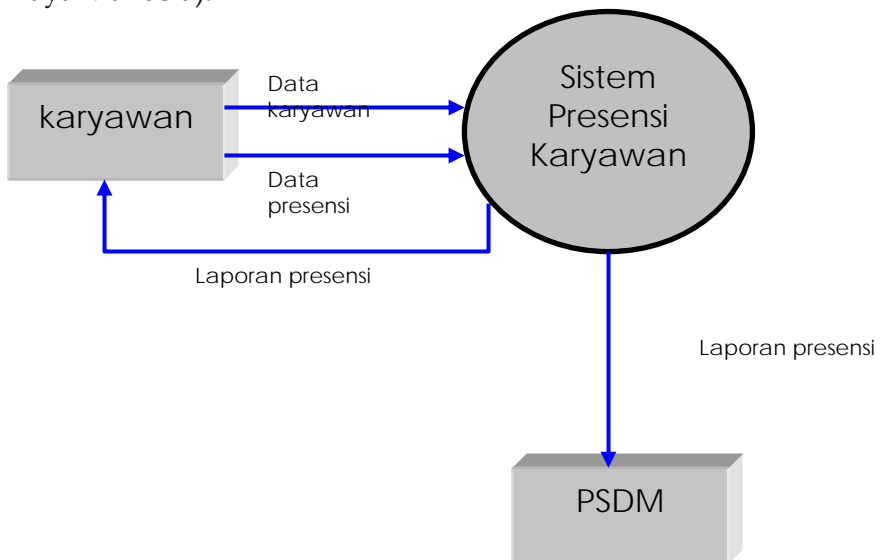 karyawan
Data
karyawan
Data
presensi
Laporan presensi
Sistem
Presensi
Karyawan
Laporan presensi
PSDM